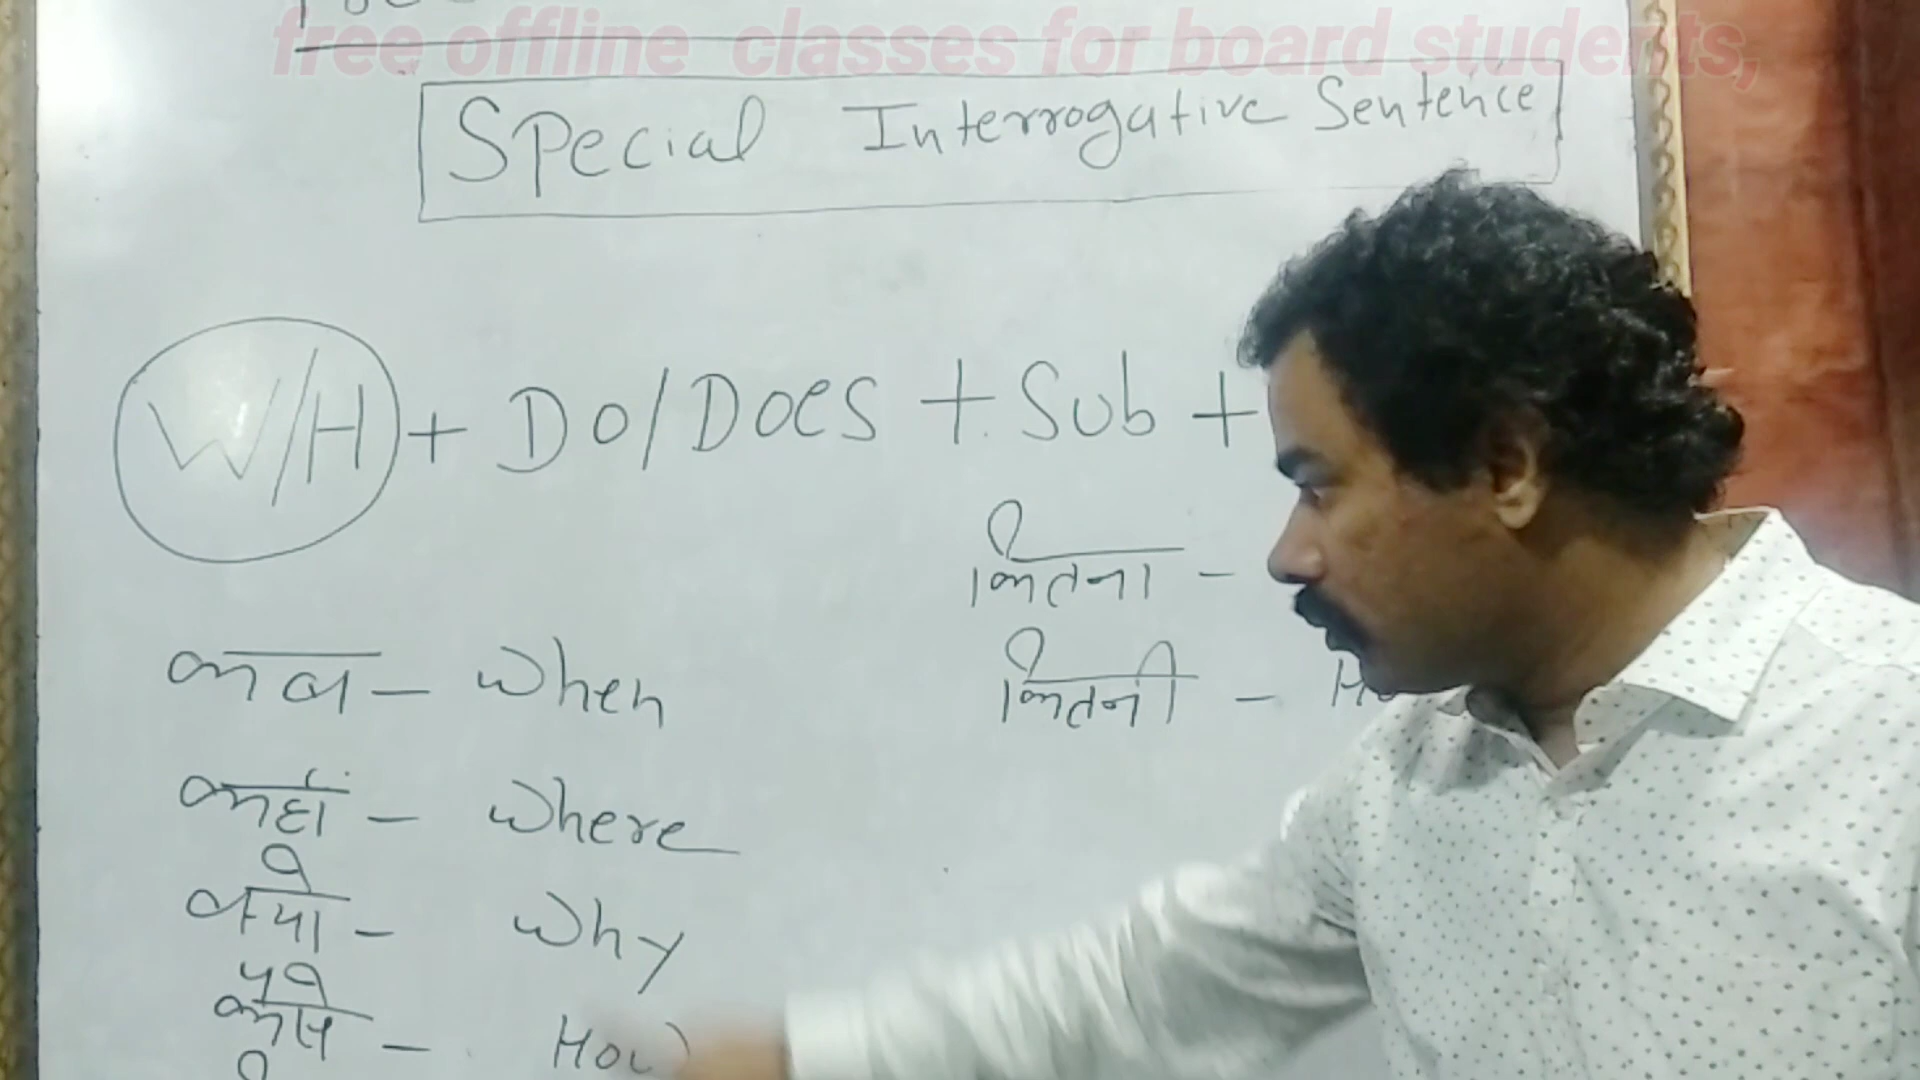 free offline classes for board students,
Special Interrogative Sentence
W/H + Do/Does + Sub +
कितना -
कब - When
कितनी -
कहाँ - Where
क्यो - Why
कैसे - How